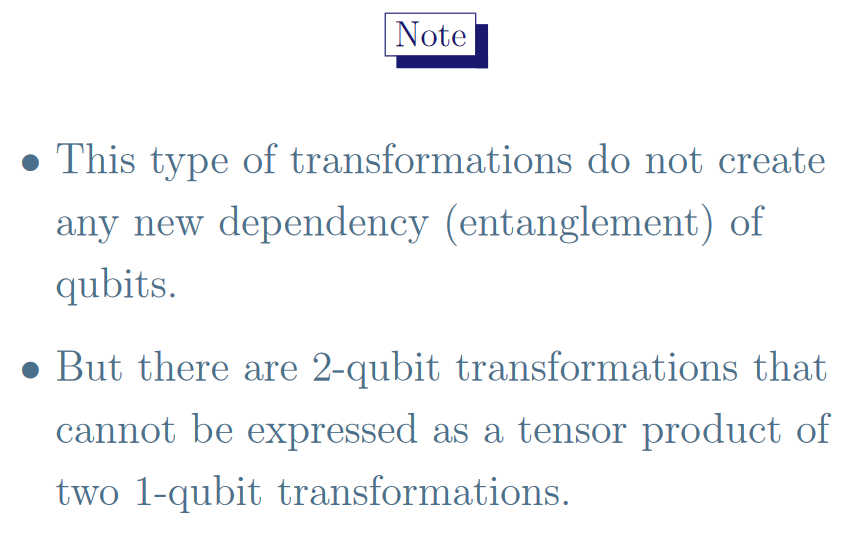 Note
• This type of transformations do not create
any new dependency (entanglement) of
qubits.
• But there are 2-qubit transformations that
cannot be expressed as a tensor product of
two 1-qubit transformations.